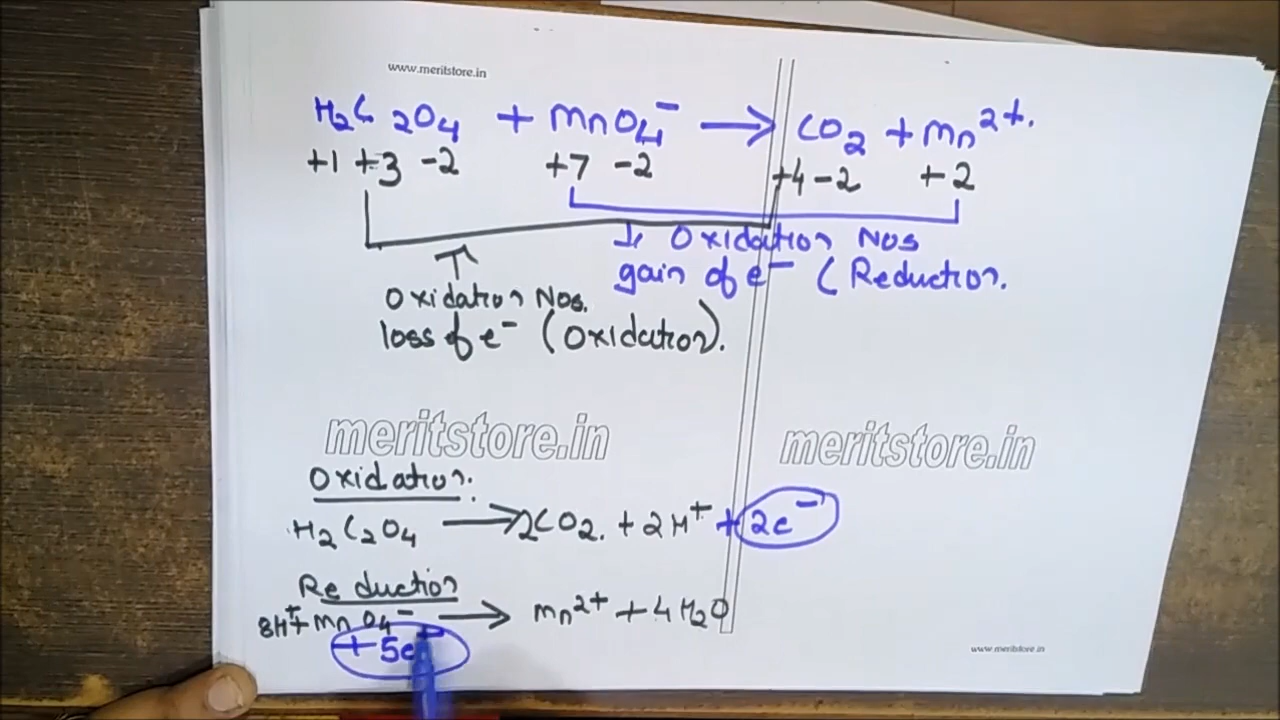 www.meritstore.in
H₂C₂O₄ + MnO₄⁻ → CO₂ + Mn²⁺.
+1 +3 -2 +7 -2 +4 -2 +2
↓ Oxidation Nos
gain of e⁻ (Reduction.
↑
Oxidation Nos.
loss of e⁻ (Oxidation).
meritstore.in meritstore.in
Oxidation.
H₂C₂O₄ → 2CO₂. + 2H⁺ + 2e⁻
Reduction
8H⁺+ MnO₄⁻ → Mn²⁺ + 4H₂O
+ 5e⁻
www.meritstore.in